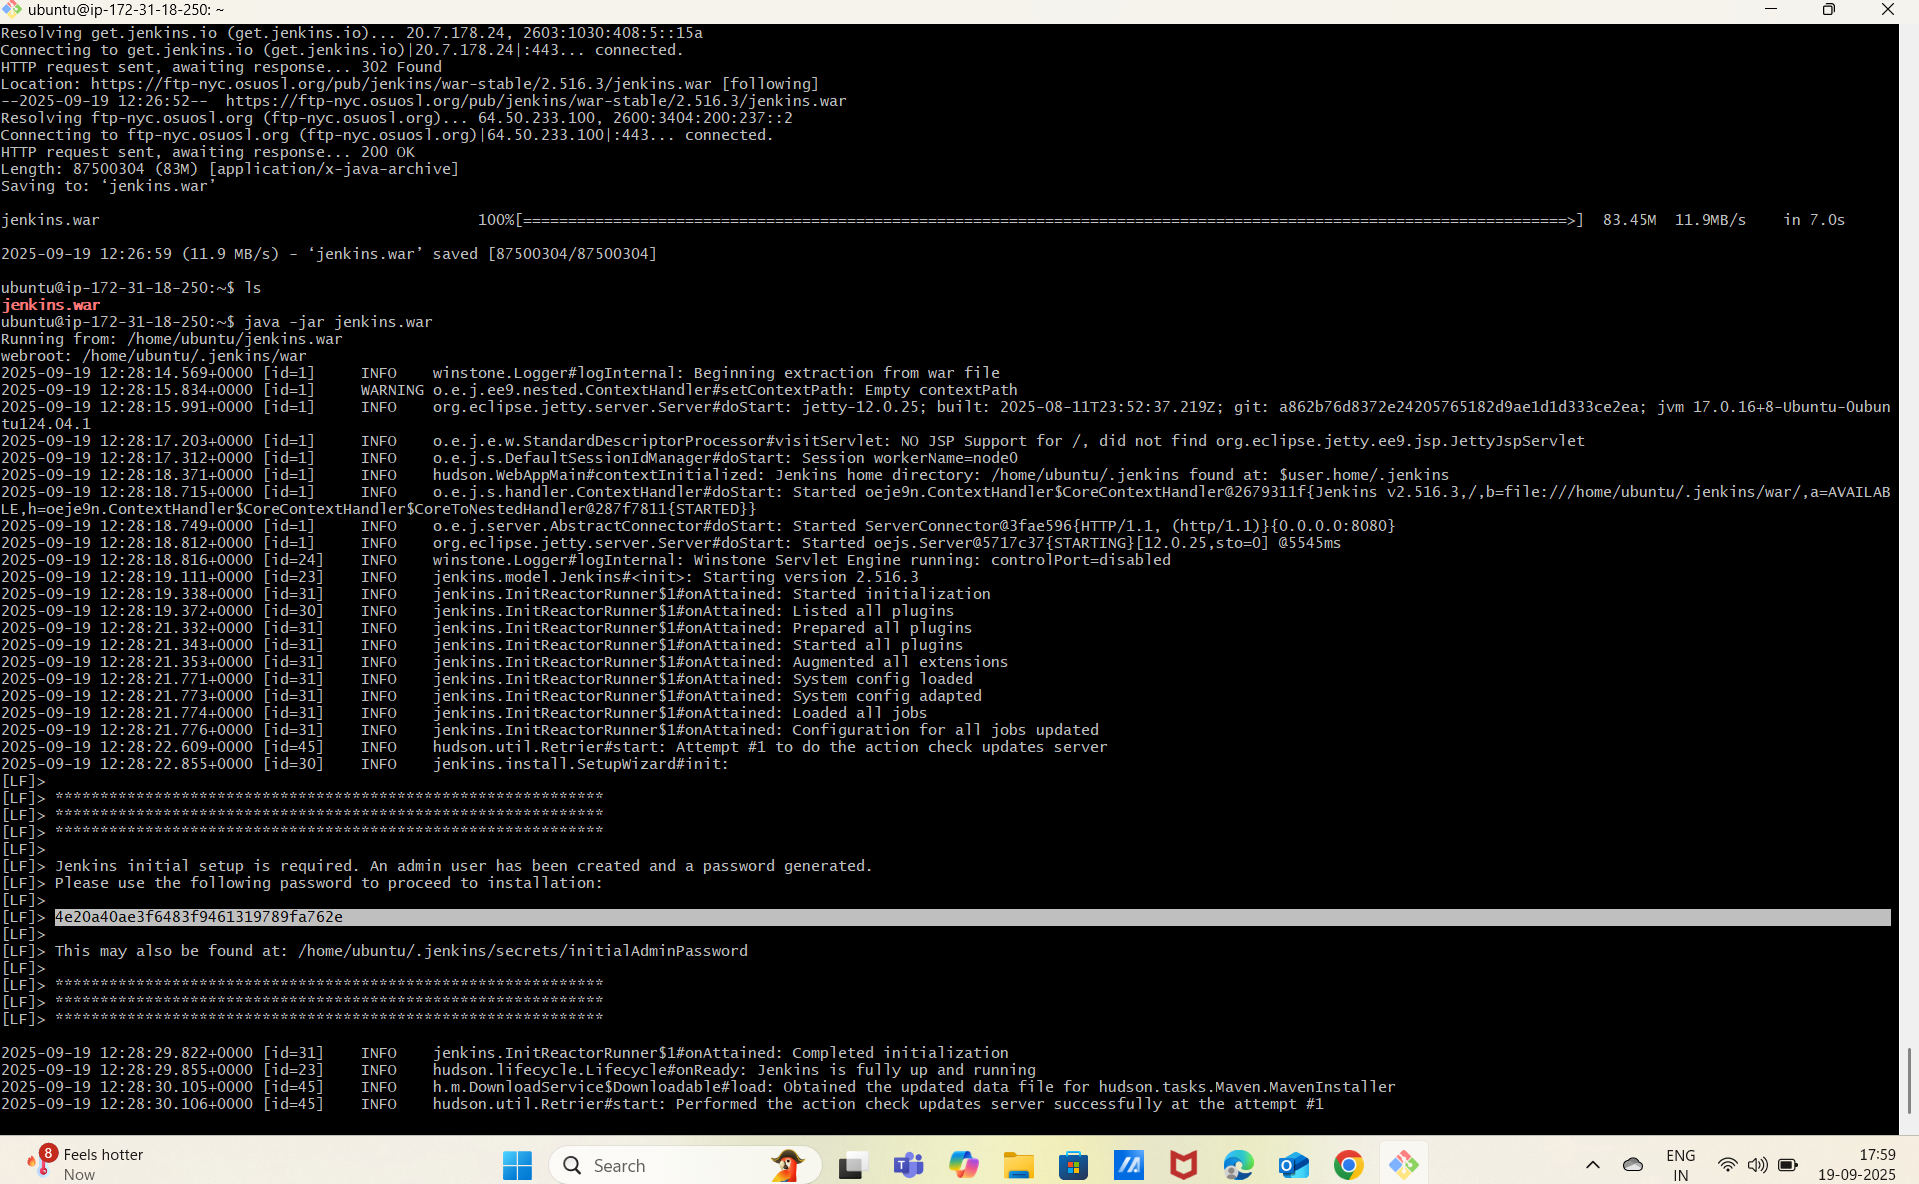 ubuntu@ip-172-31-18-250: ~
Resolving get.jenkins.io (get.jenkins.io)... 20.7.178.24, 2603:1030:408:5::15a
Connecting to get.jenkins.io (get.jenkins.io)|20.7.178.24|:443... connected.
HTTP request sent, awaiting response... 302 Found
Location: https://ftp-nyc.osuosl.org/pub/jenkins/war-stable/2.516.3/jenkins.war [following]
--2025-09-19 12:26:52--  https://ftp-nyc.osuosl.org/pub/jenkins/war-stable/2.516.3/jenkins.war
Resolving ftp-nyc.osuosl.org (ftp-nyc.osuosl.org)... 64.50.233.100, 2600:3404:200:237::2
Connecting to ftp-nyc.osuosl.org (ftp-nyc.osuosl.org)|64.50.233.100|:443... connected.
HTTP request sent, awaiting response... 200 OK
Length: 87500304 (83M) [application/x-java-archive]
Saving to: ‘jenkins.war’
jenkins.war 100%[====================================================================================================================>] 83.45M 11.9MB/s in 7.0s
2025-09-19 12:26:59 (11.9 MB/s) - ‘jenkins.war’ saved [87500304/87500304]
ubuntu@ip-172-31-18-250:~$ ls
jenkins.war
ubuntu@ip-172-31-18-250:~$ java -jar jenkins.war
Running from: /home/ubuntu/jenkins.war
webroot: /home/ubuntu/.jenkins/war
2025-09-19 12:28:14.569+0000 [id=1] INFO winstone.Logger#logInternal: Beginning extraction from war file
2025-09-19 12:28:15.834+0000 [id=1] WARNING o.e.j.ee9.nested.ContextHandler#setContextPath: Empty contextPath
2025-09-19 12:28:15.991+0000 [id=1] INFO org.eclipse.jetty.server.Server#doStart: jetty-12.0.25; built: 2025-08-11T23:52:37.219Z; git: a862b76d8372e24205765182d9ae1d1d333ce2ea; jvm 17.0.16+8-Ubuntu-0ubun
tu124.04.1
2025-09-19 12:28:17.203+0000 [id=1] INFO o.e.j.e.w.StandardDescriptorProcessor#visitServlet: NO JSP Support for /, did not find org.eclipse.jetty.ee9.jsp.JettyJspServlet
2025-09-19 12:28:17.312+0000 [id=1] INFO o.e.j.s.DefaultSessionIdManager#doStart: Session workerName=node0
2025-09-19 12:28:18.371+0000 [id=1] INFO hudson.WebAppMain#contextInitialized: Jenkins home directory: /home/ubuntu/.jenkins found at: $user.home/.jenkins
2025-09-19 12:28:18.715+0000 [id=1] INFO o.e.j.s.handler.ContextHandler#doStart: Started oeje9n.ContextHandler$CoreContextHandler@2679311f{Jenkins v2.516.3,/,b=file:///home/ubuntu/.jenkins/war/,a=AVAILAB
LE,h=oeje9n.ContextHandler$CoreContextHandler$CoreToNestedHandler@287f7811{STARTED}}
2025-09-19 12:28:18.749+0000 [id=1] INFO o.e.j.server.AbstractConnector#doStart: Started ServerConnector@3fae596{HTTP/1.1, (http/1.1)}{0.0.0.0:8080}
2025-09-19 12:28:18.812+0000 [id=1] INFO org.eclipse.jetty.server.Server#doStart: Started oejs.Server@5717c37{STARTING}[12.0.25,sto=0] @5545ms
2025-09-19 12:28:18.816+0000 [id=24] INFO winstone.Logger#logInternal: Winstone Servlet Engine running: controlPort=disabled
2025-09-19 12:28:19.111+0000 [id=23] INFO jenkins.model.Jenkins#<init>: Starting version 2.516.3
2025-09-19 12:28:19.338+0000 [id=31] INFO jenkins.InitReactorRunner$1#onAttained: Started initialization
2025-09-19 12:28:19.372+0000 [id=30] INFO jenkins.InitReactorRunner$1#onAttained: Listed all plugins
2025-09-19 12:28:21.332+0000 [id=31] INFO jenkins.InitReactorRunner$1#onAttained: Prepared all plugins
2025-09-19 12:28:21.343+0000 [id=31] INFO jenkins.InitReactorRunner$1#onAttained: Started all plugins
2025-09-19 12:28:21.353+0000 [id=31] INFO jenkins.InitReactorRunner$1#onAttained: Augmented all extensions
2025-09-19 12:28:21.771+0000 [id=31] INFO jenkins.InitReactorRunner$1#onAttained: System config loaded
2025-09-19 12:28:21.773+0000 [id=31] INFO jenkins.InitReactorRunner$1#onAttained: System config adapted
2025-09-19 12:28:21.774+0000 [id=31] INFO jenkins.InitReactorRunner$1#onAttained: Loaded all jobs
2025-09-19 12:28:21.776+0000 [id=31] INFO jenkins.InitReactorRunner$1#onAttained: Configuration for all jobs updated
2025-09-19 12:28:22.609+0000 [id=45] INFO hudson.util.Retrier#start: Attempt #1 to do the action check updates server
2025-09-19 12:28:22.855+0000 [id=30] INFO jenkins.install.SetupWizard#init:
[LF]>
[LF]> *************************************************************
[LF]> *************************************************************
[LF]> *************************************************************
[LF]>
[LF]> Jenkins initial setup is required. An admin user has been created and a password generated.
[LF]> Please use the following password to proceed to installation:
[LF]>
[LF]> 4e20a40ae3f6483f9461319789fa762e
[LF]>
[LF]> This may also be found at: /home/ubuntu/.jenkins/secrets/initialAdminPassword
[LF]>
[LF]> *************************************************************
[LF]> *************************************************************
[LF]> *************************************************************
2025-09-19 12:28:29.822+0000 [id=31] INFO jenkins.InitReactorRunner$1#onAttained: Completed initialization
2025-09-19 12:28:29.855+0000 [id=23] INFO hudson.lifecycle.Lifecycle#onReady: Jenkins is fully up and running
2025-09-19 12:28:30.105+0000 [id=45] INFO h.m.DownloadService$Downloadable#load: Obtained the updated data file for hudson.tasks.Maven.MavenInstaller
2025-09-19 12:28:30.106+0000 [id=45] INFO hudson.util.Retrier#start: Performed the action check updates server successfully at the attempt #1
8
Feels hotter
Now
Search
ENG
IN
17:59
19-09-2025